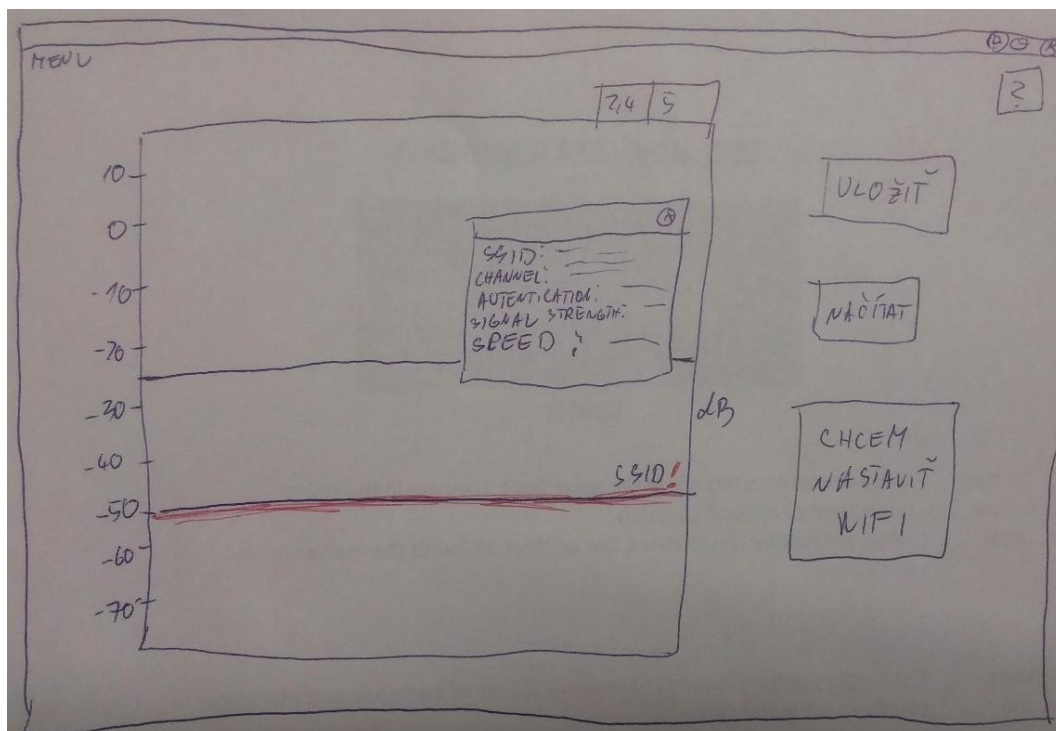 MENU
?
2,4 5
10
0
-10
-20
-30
-40
-50
-60
-70
SSID:
CHANNEL:
AUTENTICATION:
SIGNAL STRENGTH:
SPEED :
dB
SSID!
ULOŽIŤ
NAČÍTAT
CHCEM
NASTAVIŤ
WIFI